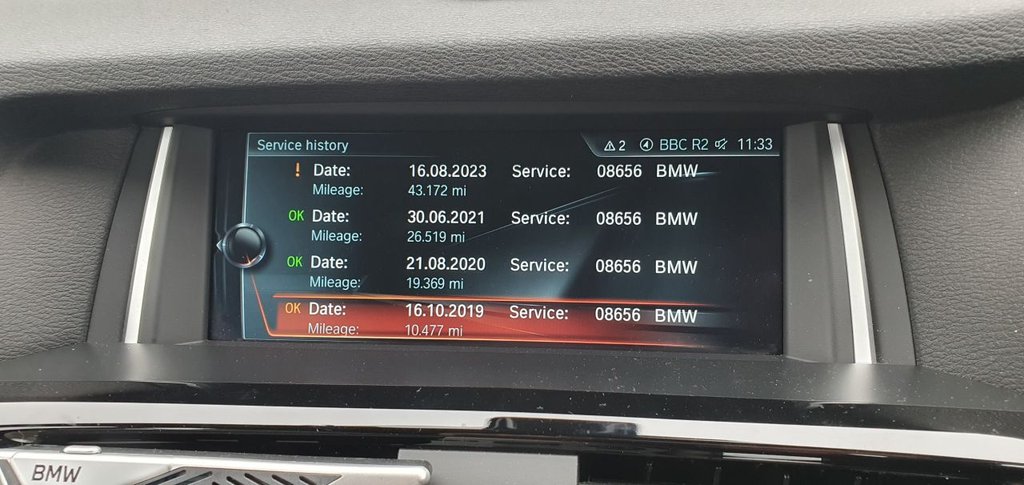 Service history 2 BBC R2 11:33
! Date: 16.08.2023 Service: 08656 BMW
Mileage: 43.172 mi
OK Date: 30.06.2021 Service: 08656 BMW
Mileage: 26.519 mi
OK Date: 21.08.2020 Service: 08656 BMW
Mileage: 19.369 mi
OK Date: 16.10.2019 Service: 08656 BMW
Mileage: 10.477 mi
BMW